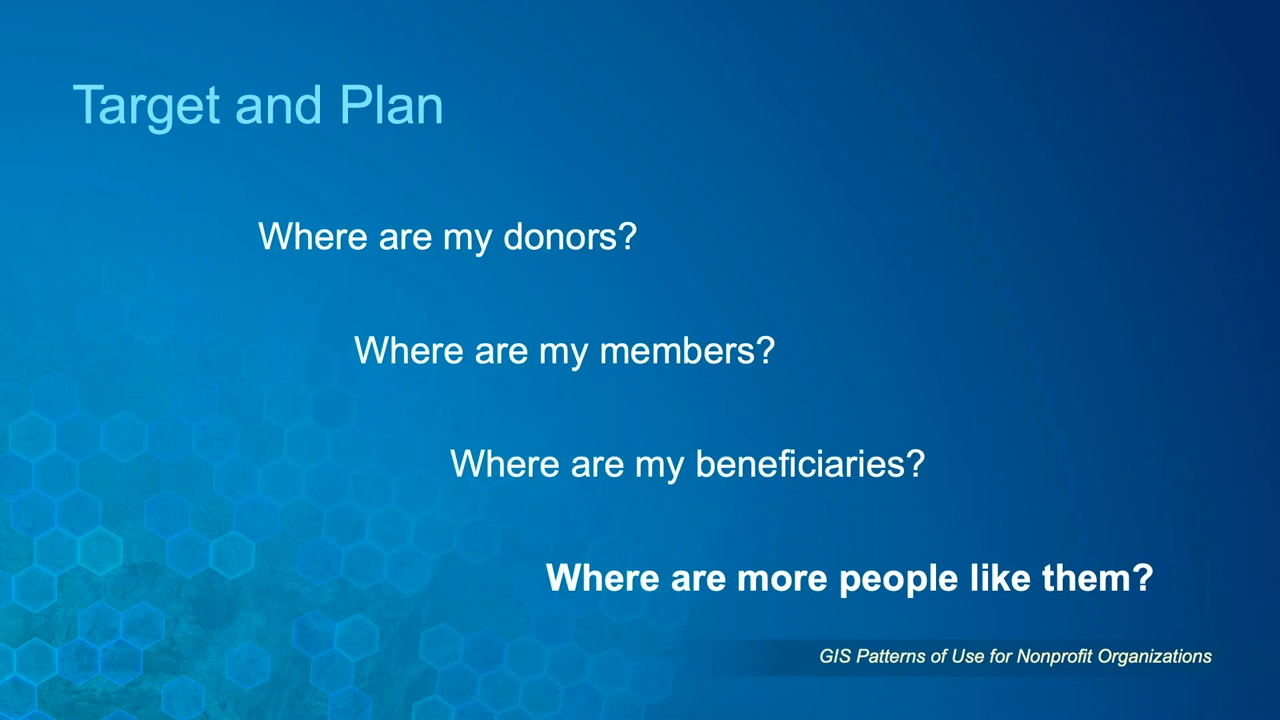 Target and Plan
Where are my donors?
Where are my members?
Where are my beneficiaries?
Where are more people like them?
GIS Patterns of Use for Nonprofit Organizations